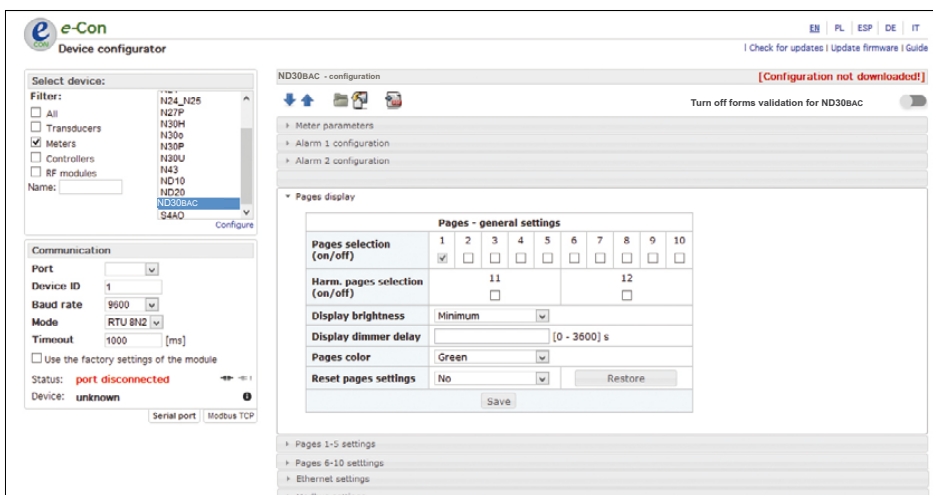 e-Con
e
CON
Device configurator
EN | PL | ESP | DE | IT
| Check for updates | Update firmware | Guide
Select device:
Filter:
All
Transducers
Meters
Controllers
RF modules
Name:
N24_N25
N27P
N30H
N30o
N30P
N30U
N43
ND10
ND20
ND30BAC
S4AO
Configure
Communication
Port
Device ID 1
Baud rate 9600
Mode RTU 8N2
Timeout 1000 [ms]
Use the factory settings of the module
Status: port disconnected
Device: unknown
Serial port Modbus TCP
ND30BAC - configuration [Configuration not downloaded!]
Turn off forms validation for ND30BAC
Meter parameters
Alarm 1 configuration
Alarm 2 configuration
Pages display
Pages - general settings
Pages selection (on/off) 1 2 3 4 5 6 7 8 9 10
Harm. pages selection (on/off) 11 12
Display brightness Minimum
Display dimmer delay [0 - 3600] s
Pages color Green
Reset pages settings No Restore
Save
Pages 1-5 settings
Pages 6-10 setttings
Ethernet settings